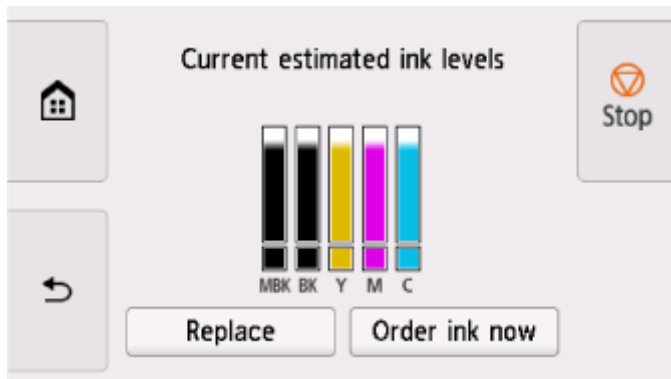 Current estimated ink levels
Stop
MBK BK Y M C
Replace
Order ink now